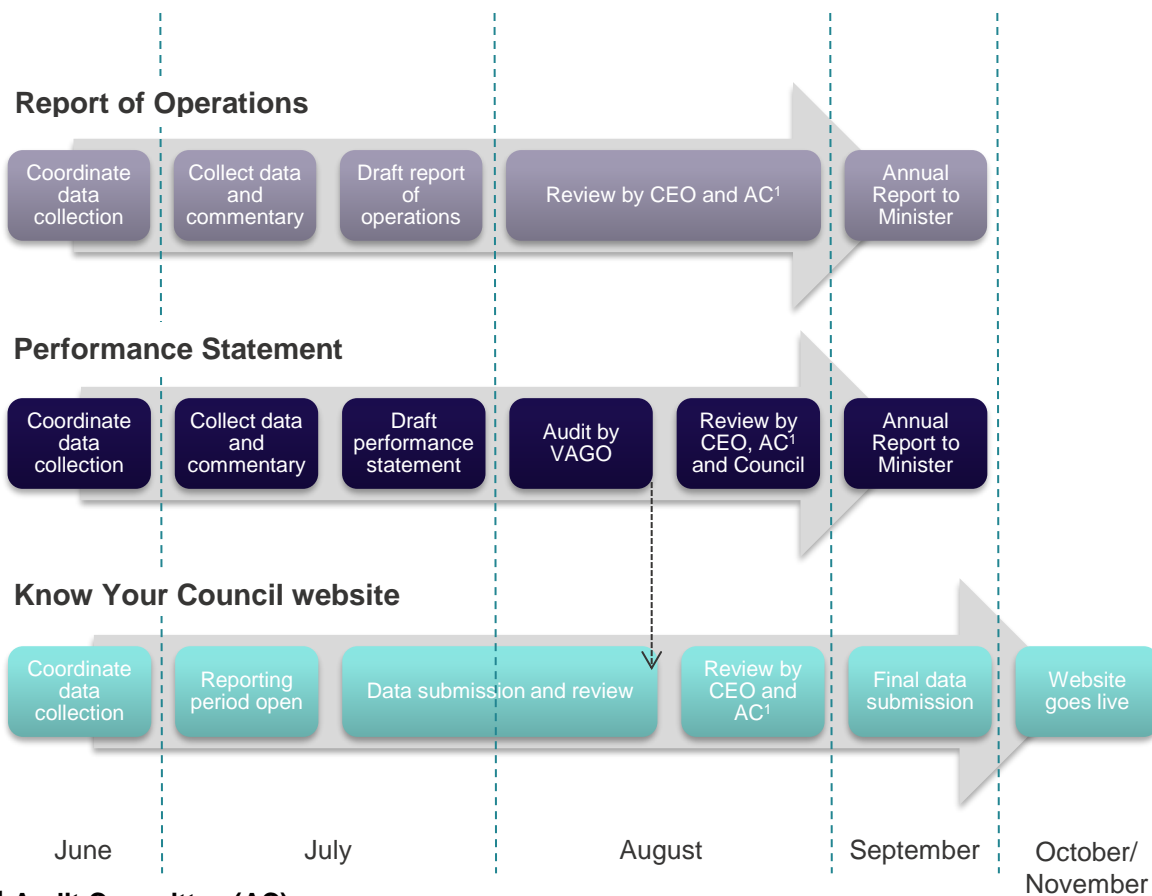 Report of Operations
Coordinate
data
collection
Collect data
and
commentary
Draft report
of
operations
Review by CEO and AC¹
Annual
Report to
Minister
Performance Statement
Coordinate
data
collection
Collect data
and
commentary
Draft
performance
statement
Audit by
VAGO
Review by
CEO, AC¹
and Council
Annual
Report to
Minister
Know Your Council website
Coordinate
data
collection
Reporting
period open
Data submission and review
Review by
CEO and
AC¹
Final data
submission
Website
goes live
June
July
August
September
October/
November